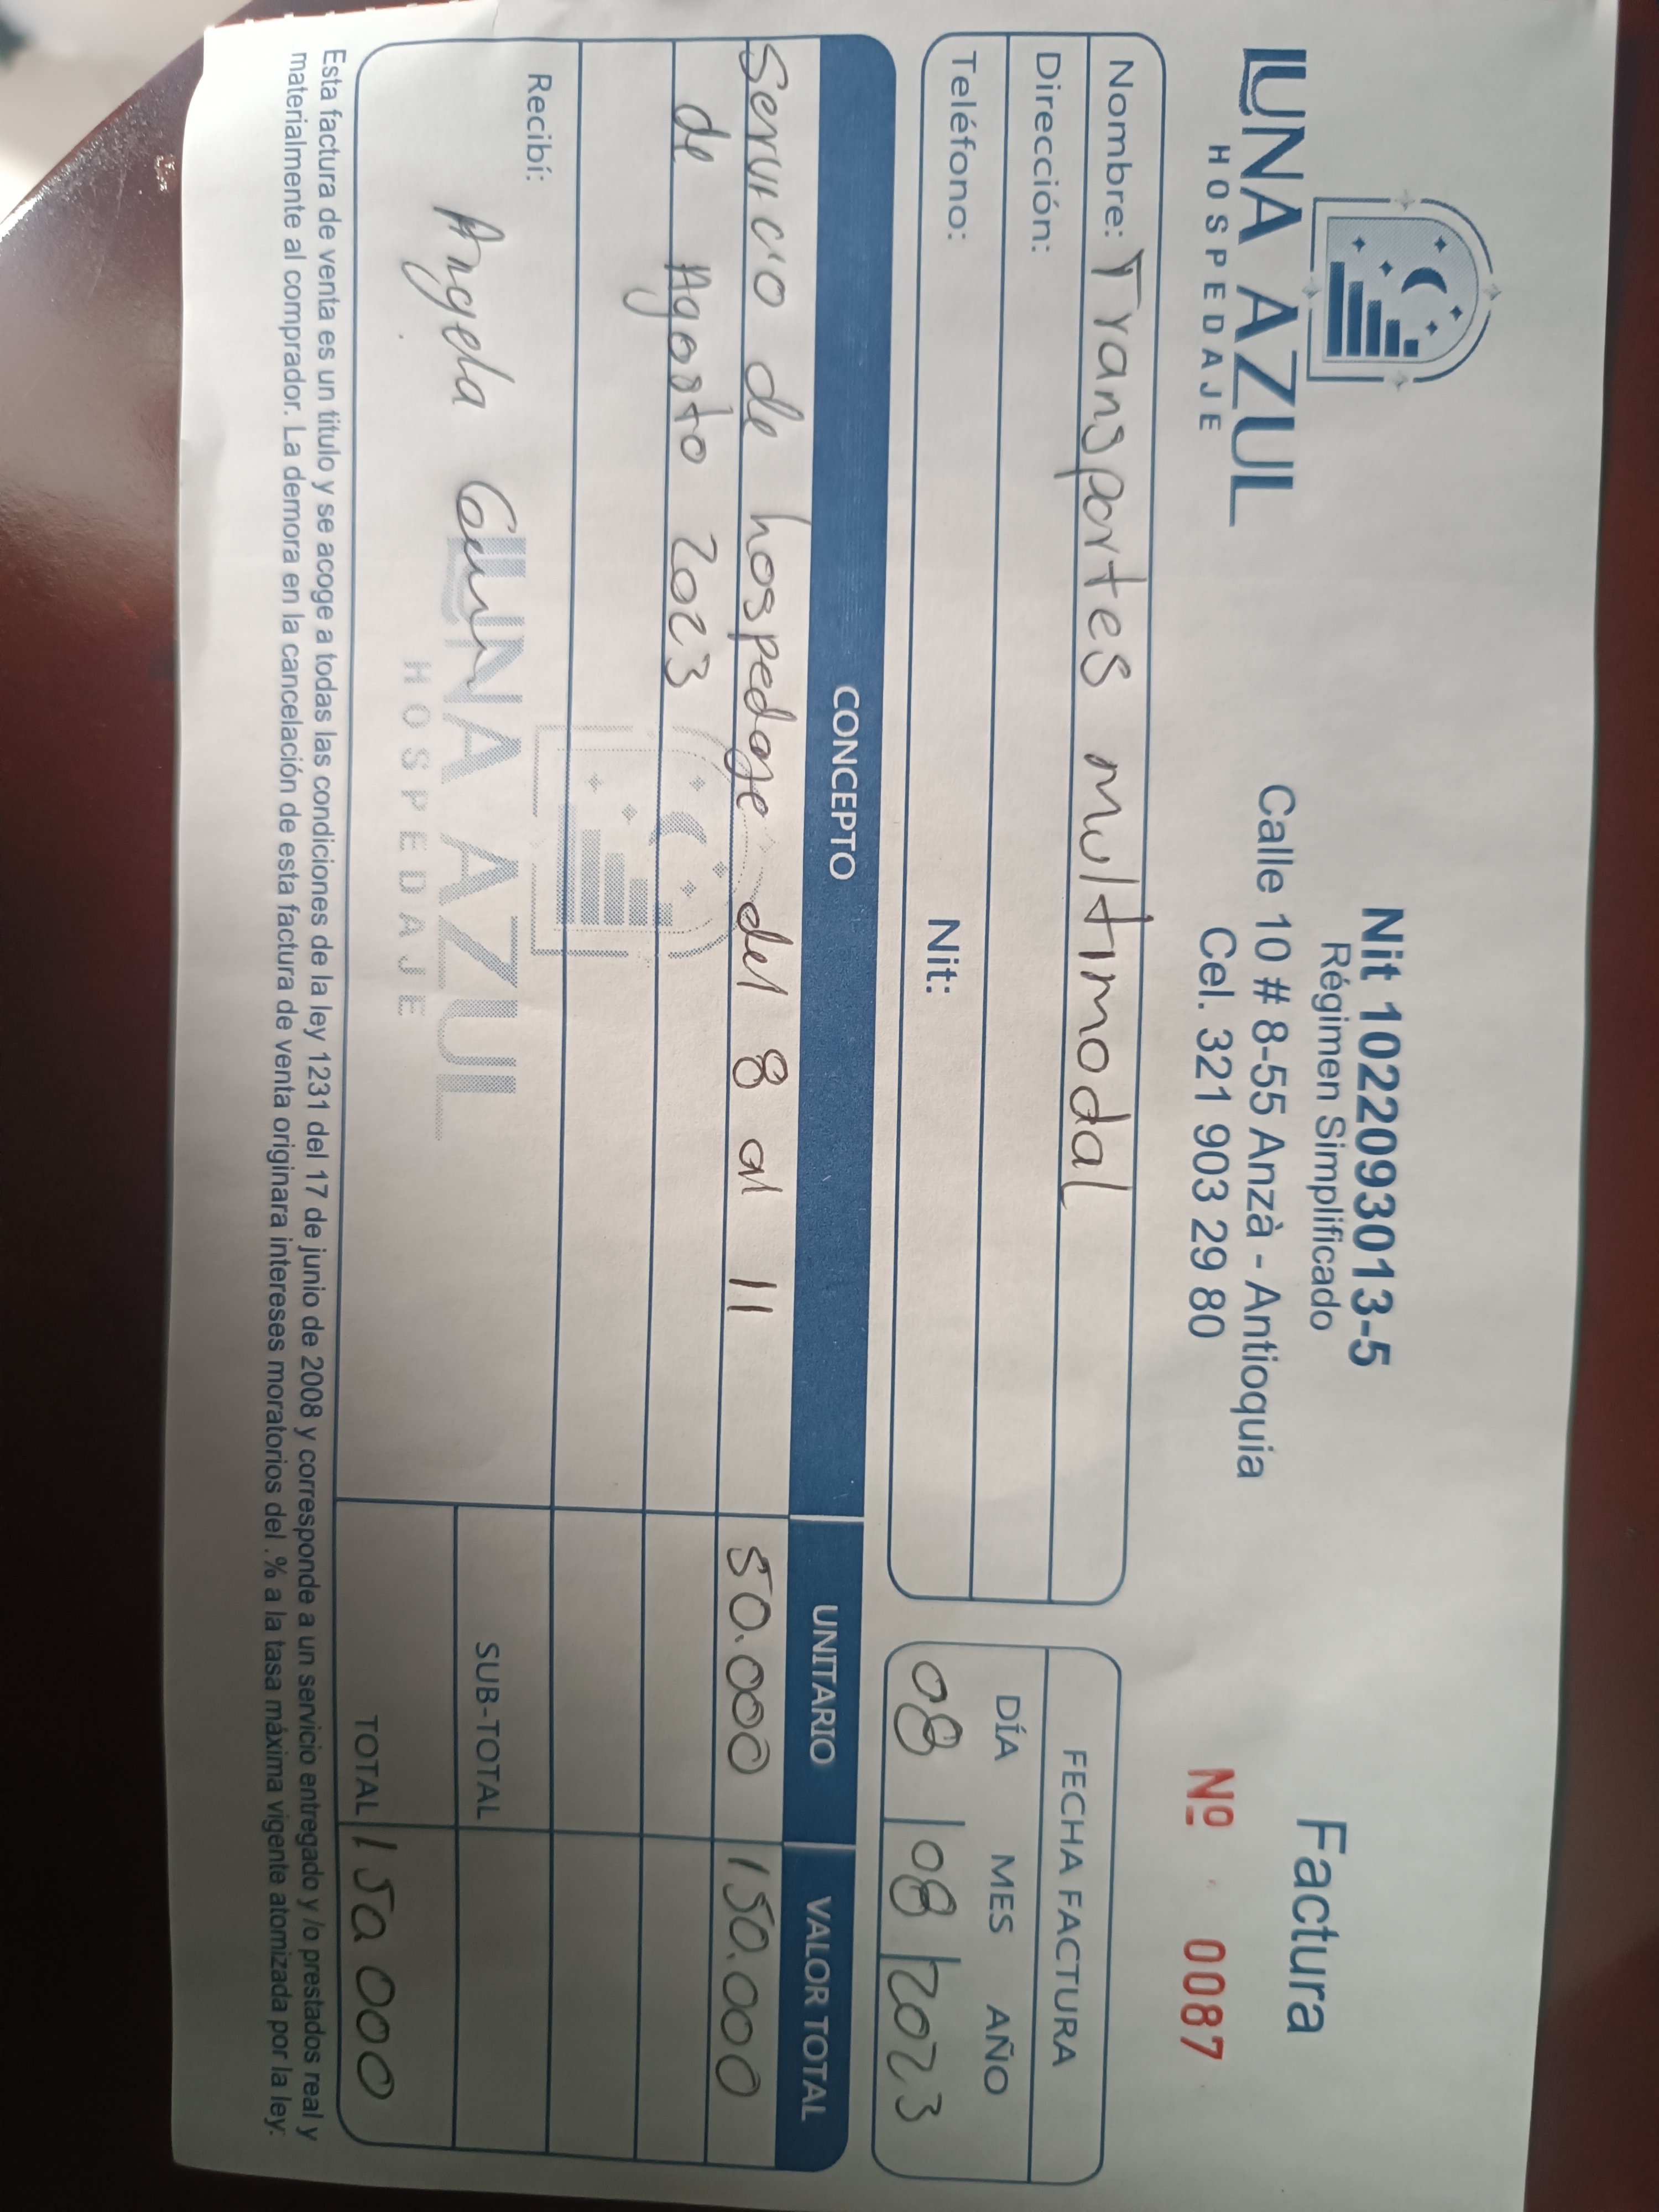 LUNA AZUL
HOSPEDAJE
Nit 1022093013-5
Régimen Simplificado
Calle 10 # 8-55 Anzà - Antioquia
Cel. 321 903 29 80
Factura
Nº 0087
Nombre: Transportes multimodal
Dirección:
Teléfono: Nit:
FECHA FACTURA
DÍA MES AÑO
08 08 2023
CONCEPTO UNITARIO VALOR TOTAL
Servicio de hospedaje del 8 al 11 50.000 150.000
de Agosto 2023
Recibí:
Angela
LUNA AZUL
HOSPEDAJE
SUB-TOTAL
TOTAL 150 000
Esta factura de venta es un titulo y se acoge a todas las condiciones de la ley 1231 del 17 de junio de 2008 y corresponde a un servicio entregado y /o prestados real y
materialmente al comprador. La demora en la cancelación de esta factura de venta originara intereses moratorios del .% a la tasa máxima vigente atomizada por la ley.